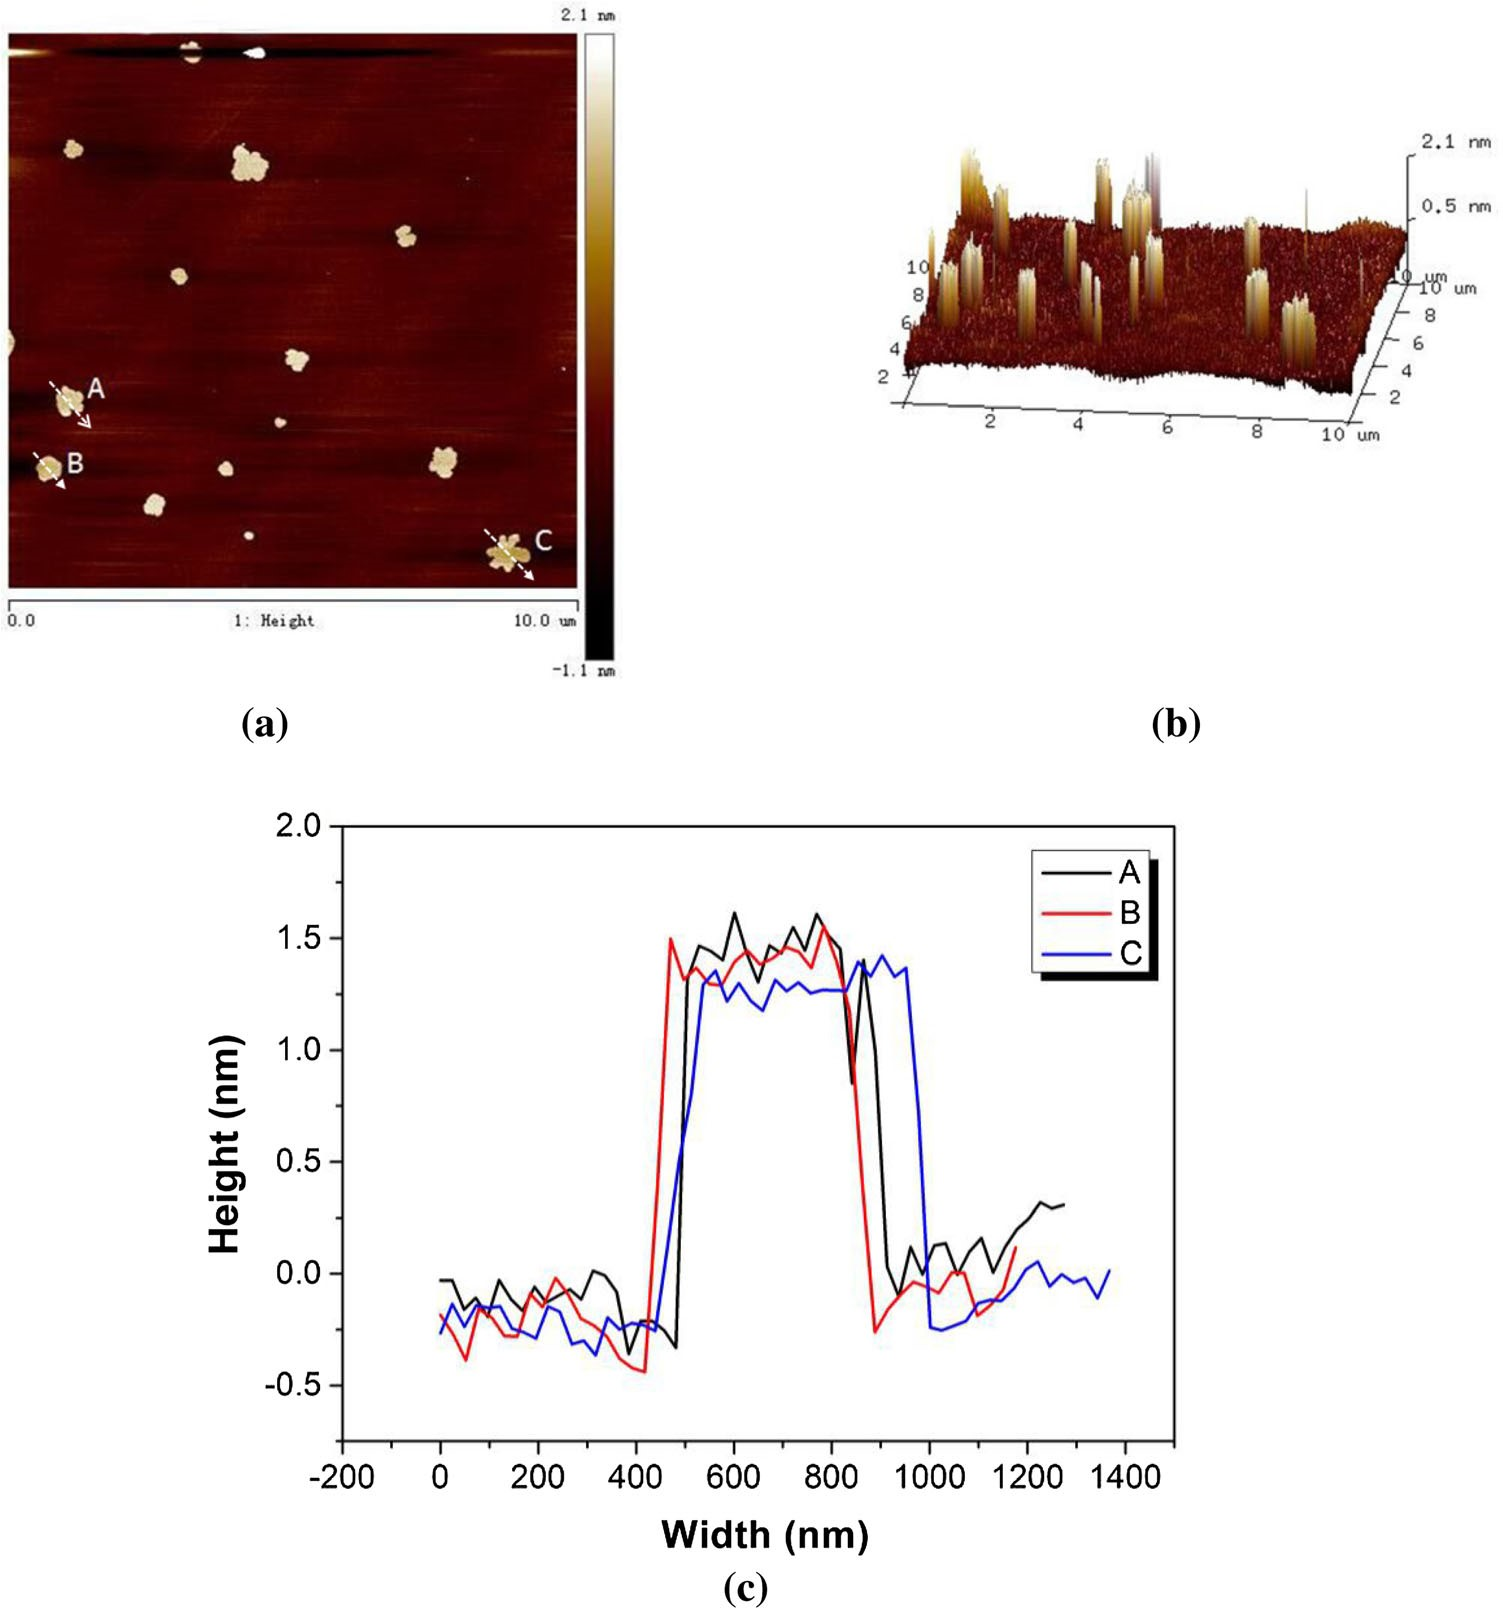 2.1 nm
A
B
C
0.0 1: Height 10.0 um
-1.1 nm
(a)
2.1 nm
0.5 nm
10
8
6
4
2
0 um
10 um
8
6
4
2
2 4 6 8 10 um
(b)
2.0
1.5
1.0
0.5
0.0
-0.5
Height (nm)
A
B
C
-200 0 200 400 600 800 1000 1200 1400
Width (nm)
(c)